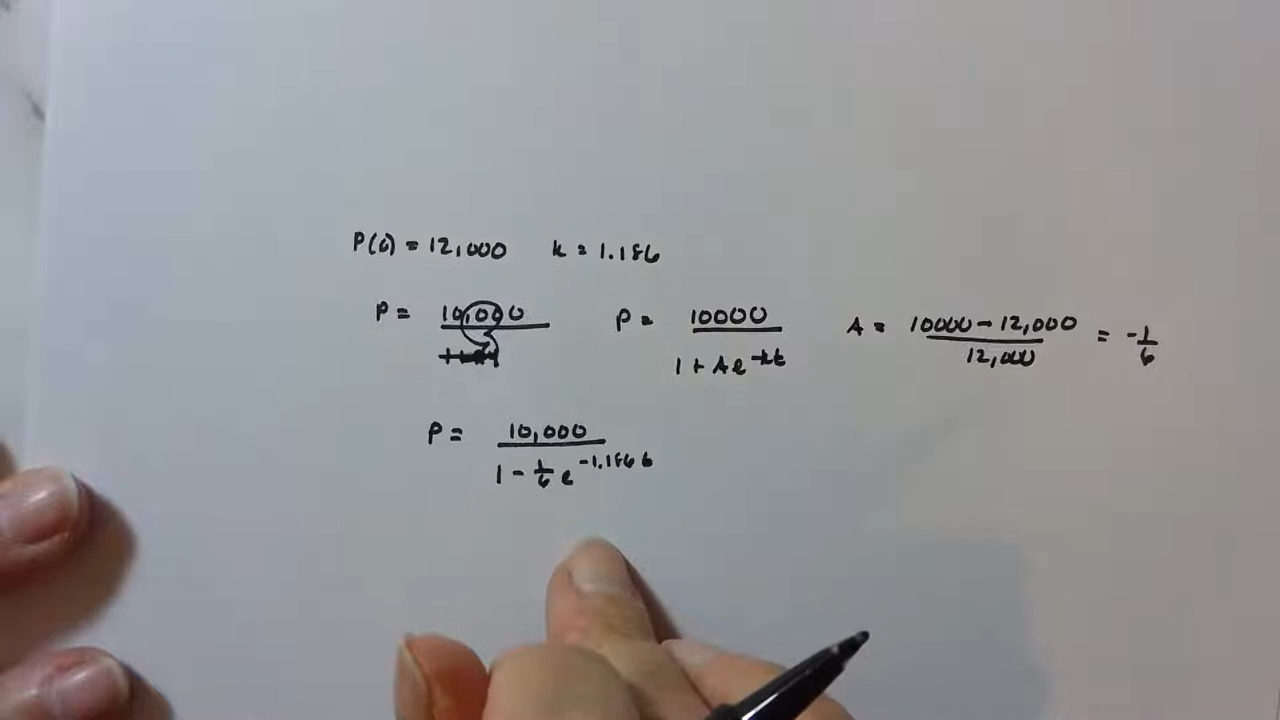 P(0) = 12,000 k = 1.186
P = 10,000 P = 10000 / 1 + Ae^-kt A = 10000 - 12,000 / 12,000 = -1/6
P = 10,000 / 1 - 1/6 e^-1.186t